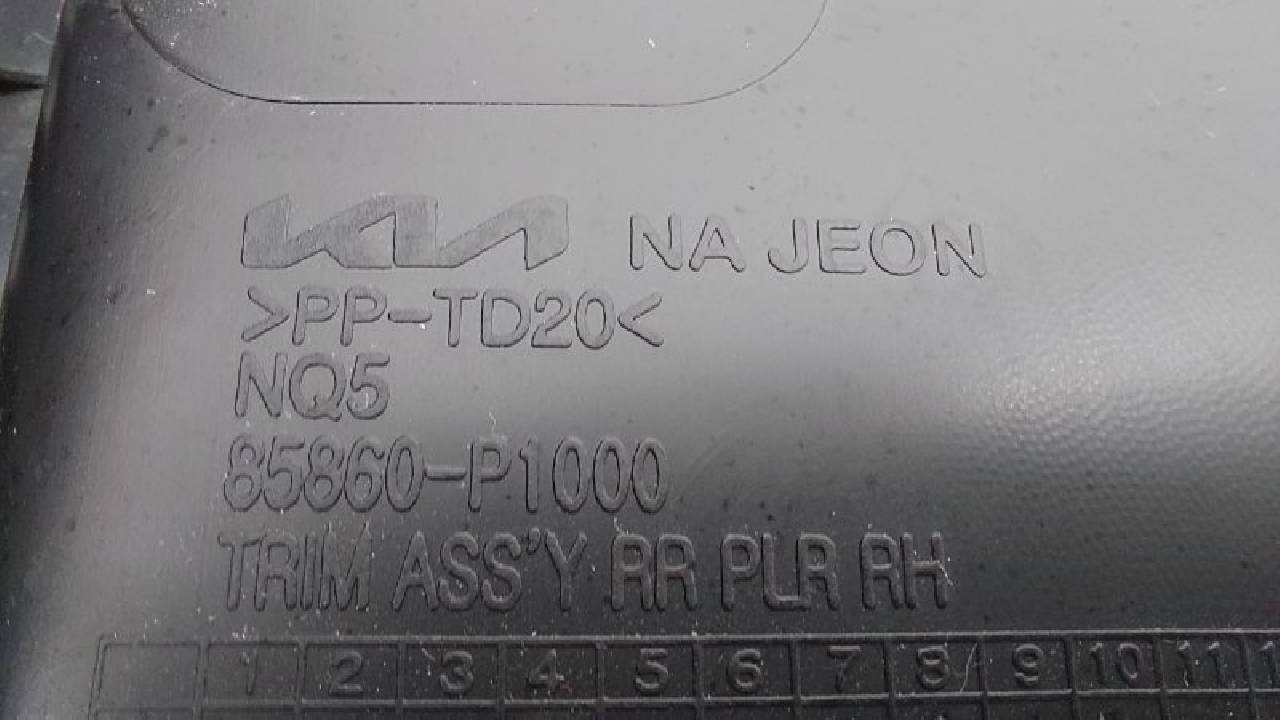 KIA NA JEON
>PP-TD20<
NQ5
85860-P1000
TRIM ASS'Y RR PLR RH
1 2 3 4 5 6 7 8 9 10 11